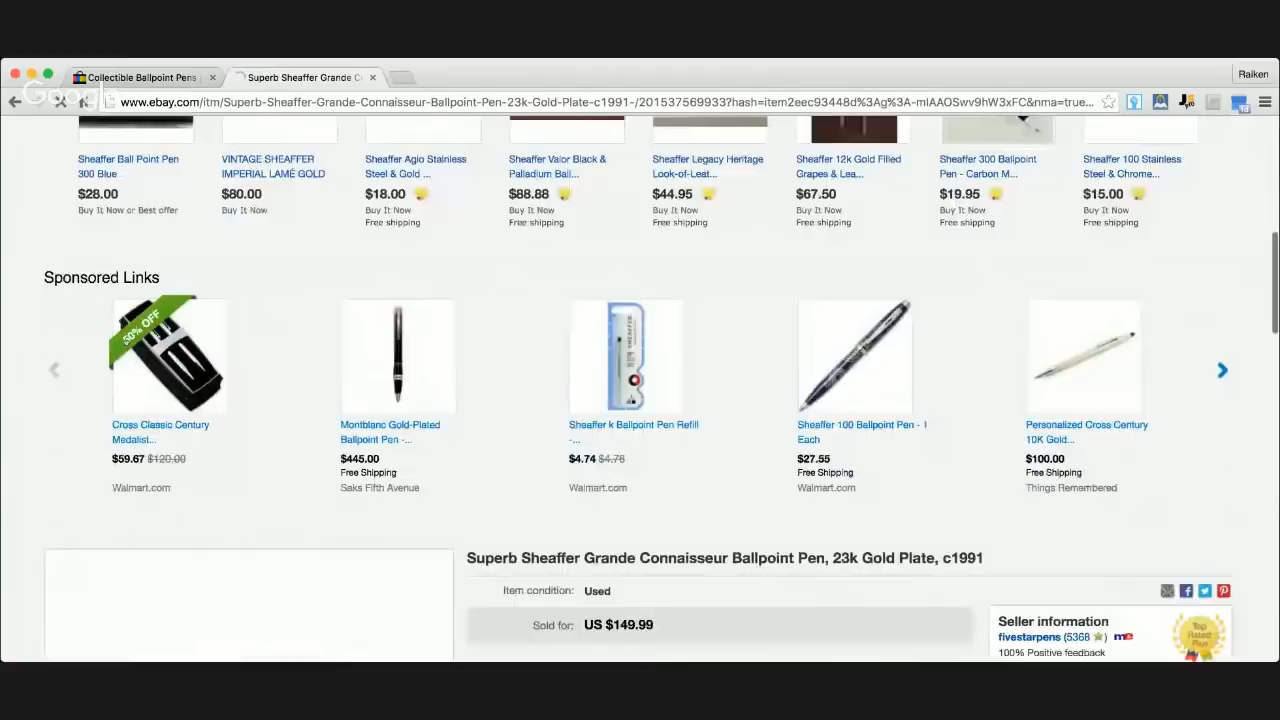 Collectible Ballpoint Pens
Superb Sheaffer Grande C
Raiken
Google
www.ebay.com/itm/Superb-Sheaffer-Grande-Connaisseur-Ballpoint-Pen-23k-Gold-Plate-c1991-/201537569933?hash=item2eec93448d%3Ag%3A-mIAAOSwv9hW3xFC&nma=true...
Sheaffer Ball Point Pen
300 Blue
$28.00
Buy It Now or Best offer
VINTAGE SHEAFFER
IMPERIAL LAMÉ GOLD
$80.00
Buy It Now
Sheaffer Agio Stainless
Steel & Gold ...
$18.00
Buy It Now
Free shipping
Sheaffer Valor Black &
Palladium Ball...
$88.88
Buy It Now
Free shipping
Sheaffer Legacy Heritage
Look-of-Leat...
$44.95
Buy It Now
Free shipping
Sheaffer 12k Gold Filled
Grapes & Lea...
$67.50
Buy It Now
Free shipping
Sheaffer 300 Ballpoint
Pen - Carbon M...
$19.95
Buy It Now
Free shipping
Sheaffer 100 Stainless
Steel & Chrome...
$15.00
Buy It Now
Free shipping
Sponsored Links
50% OFF
Cross Classic Century
Medalist...
$59.67 $120.00
Walmart.com
Montblanc Gold-Plated
Ballpoint Pen -...
$445.00
Free Shipping
Saks Fifth Avenue
SHEAFFER
Sheaffer k Ballpoint Pen Refill
-...
$4.74 $4.78
Walmart.com
Sheaffer 100 Ballpoint Pen - 1
Each
$27.55
Free Shipping
Walmart.com
Personalized Cross Century
10K Gold...
$100.00
Free Shipping
Things Remembered
Superb Sheaffer Grande Connaisseur Ballpoint Pen, 23k Gold Plate, c1991
Item condition: Used
Sold for: US $149.99
Seller information
fivestarpens (5368 ) me
100% Positive feedback
Top
Rated
Plus